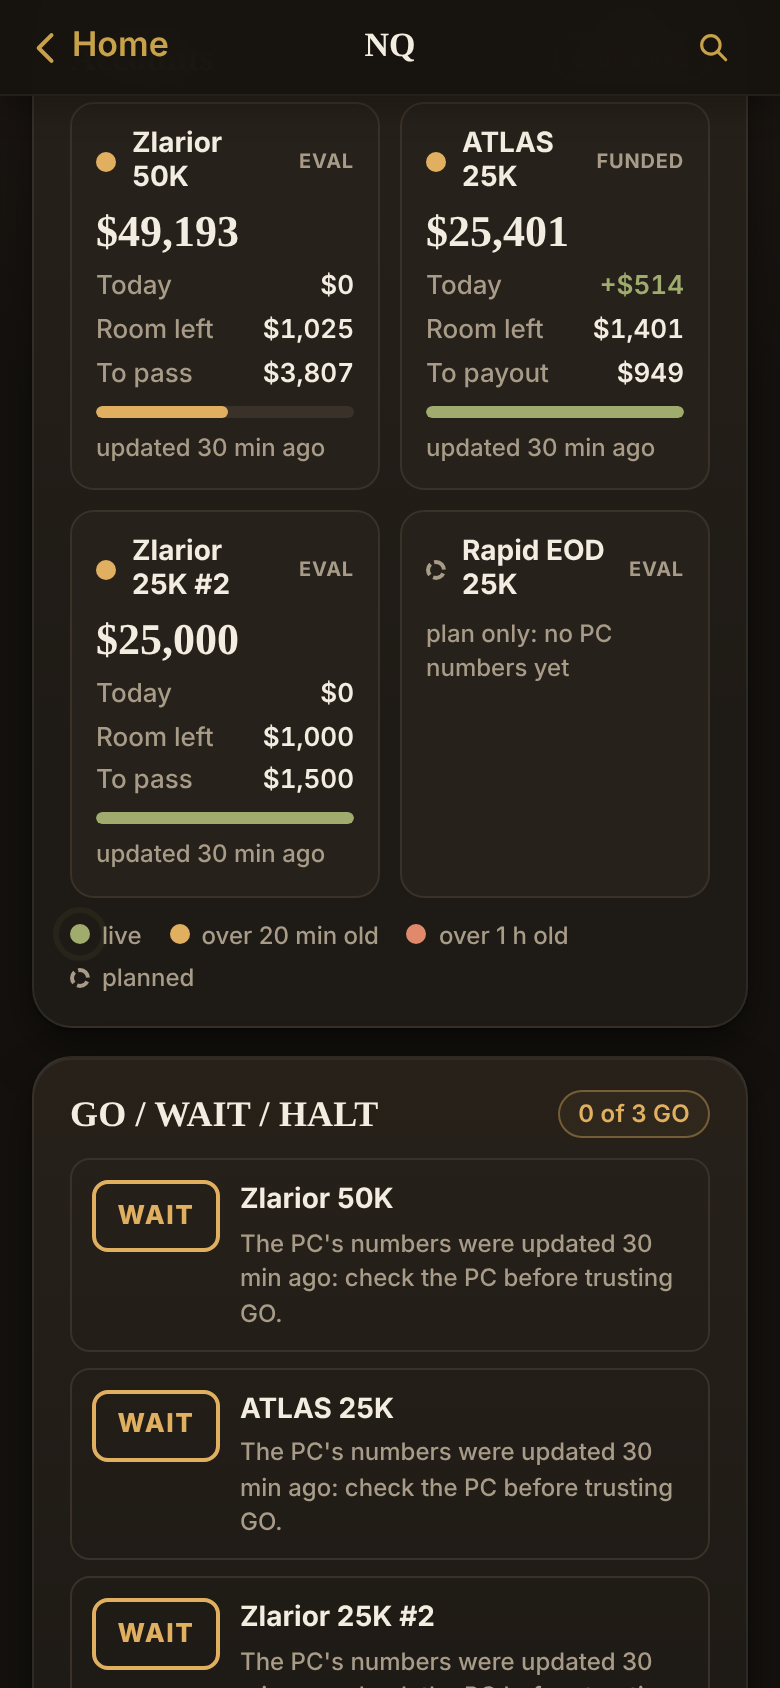 Home
NQ
Zlarior
50K
EVAL
$49,193
Today $0
Room left $1,025
To pass $3,807
updated 30 min ago
ATLAS
25K
FUNDED
$25,401
Today +$514
Room left $1,401
To payout $949
updated 30 min ago
Zlarior
25K #2
EVAL
$25,000
Today $0
Room left $1,000
To pass $1,500
updated 30 min ago
Rapid EOD
25K
EVAL
plan only: no PC
numbers yet
live
over 20 min old
over 1 h old
planned
GO / WAIT / HALT
0 of 3 GO
WAIT
Zlarior 50K
The PC's numbers were updated 30
min ago: check the PC before trusting
GO.
WAIT
ATLAS 25K
The PC's numbers were updated 30
min ago: check the PC before trusting
GO.
WAIT
Zlarior 25K #2
The PC's numbers were updated 30